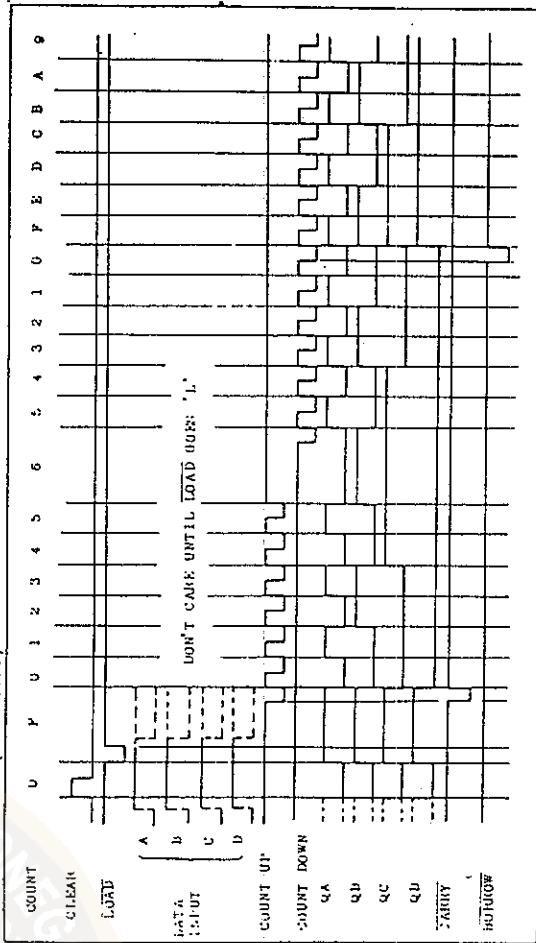 COUNT 0 F 0 1 2 3 4 5 6 5 4 3 2 1 0 F E D C B A 9
CLEAR
LOAD
A
DATA INPUT B
C
D
DON'T CARE UNTIL LOAD GOES 'L'
COUNT UP
COUNT DOWN
QA
QB
QC
QD
CARRY
BORROW